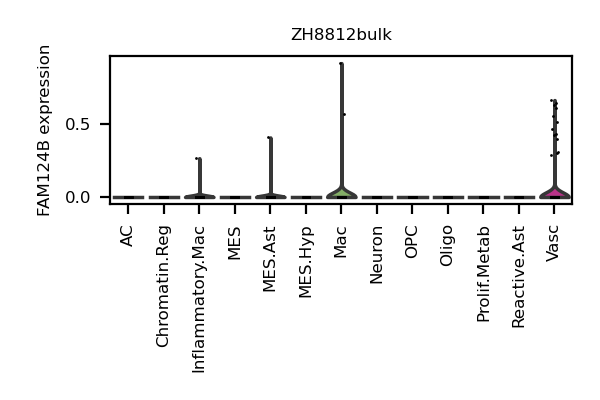 ZH8812bulk
FAM124B expression
0.5
0.0
AC
Chromatin.Reg
Inflammatory.Mac
MES
MES.Ast
MES.Hyp
Mac
Neuron
OPC
Oligo
Prolif.Metab
Reactive.Ast
Vasc